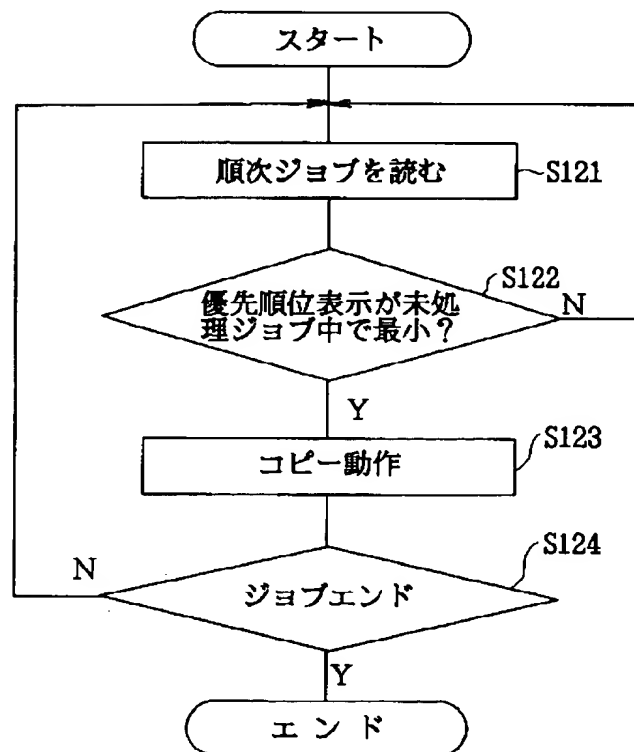 スタート
順次ジョブを読む
S121
S122
優先順位表示が未処
理ジョブ中で最小？
N
Y
S123
コピー動作
S124
N
ジョブエンド
Y
エンド